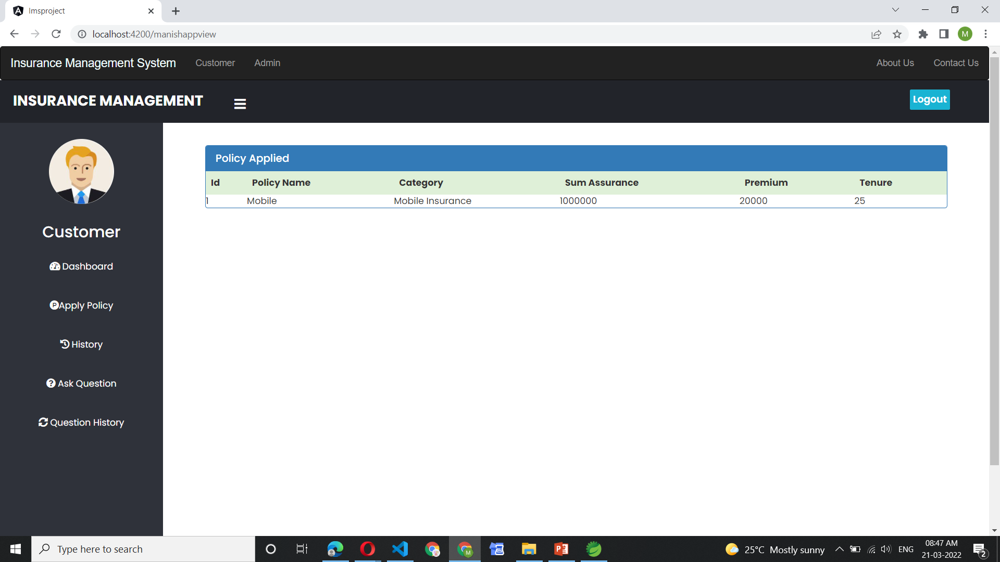 Imsproject
localhost:4200/manishappview
M
Insurance Management System Customer Admin About Us Contact Us
INSURANCE MANAGEMENT Logout
Policy Applied
Id Policy Name Category Sum Assurance Premium Tenure
1 Mobile Mobile Insurance 1000000 20000 25
Customer
Dashboard
P Apply Policy
History
? Ask Question
Question History
Type here to search
25°C Mostly sunny
ENG
08:47 AM
21-03-2022
2